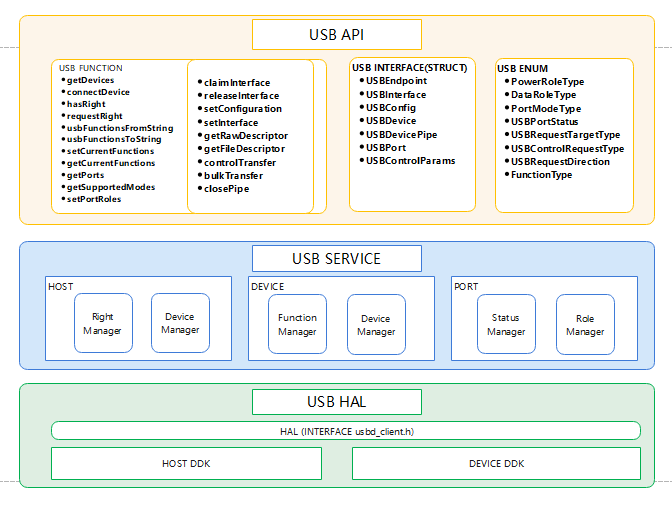 USB API
USB FUNCTION
•getDevices
•connectDevice
•hasRight
•requestRight
•usbFunctionsFromString
•usbFunctionsToString
•setCurrentFunctions
•getCurrentFunctions
•getPorts
•getSupportedModes
•setPortRoles
•claimInterface
•releaseInterface
•setConfiguration
•setInterface
•getRawDescriptor
•getFileDescriptor
•controlTransfer
•bulkTransfer
•closePipe
USB INTERFACE(STRUCT)
•USBEndpoint
•USBInterface
•USBConfig
•USBDevice
•USBDevicePipe
•USBPort
•USBControlParams
USB ENUM
•PowerRoleType
•DataRoleType
•PortModeType
•USBPortStatus
•USBRequestTargetType
•USBControlRequestType
•USBRequestDirection
•FunctionType
USB SERVICE
HOST
Right
Manager
Device
Manager
DEVICE
Function
Manager
Device
Manager
PORT
Status
Manager
Role
Manager
USB HAL
HAL (INTERFACE usbd_client.h)
HOST DDK
DEVICE DDK